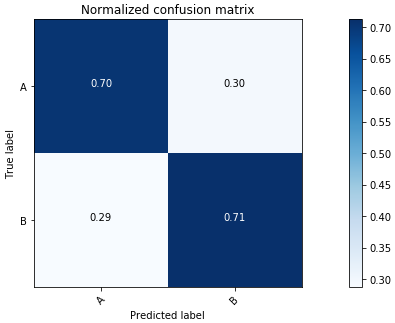 Normalized confusion matrix
True label
A
0.70
0.30
B
0.29
0.71
A
B
Predicted label
0.70
0.65
0.60
0.55
0.50
0.45
0.40
0.35
0.30